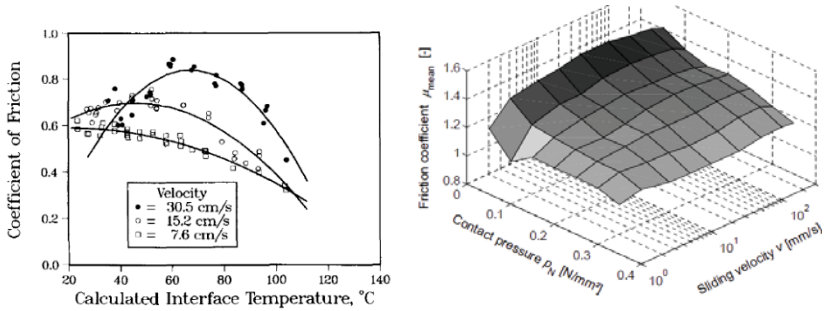 Coefficient of Friction
1.0
0.8
0.6
0.4
0.2
0.0
Velocity
● = 30.5 cm/s
○ = 15.2 cm/s
□ = 7.6 cm/s
20 40 60 80 100 120 140
Calculated Interface Temperature, °C
Friction coefficient μmean [-]
1.6
1.4
1.2
1
0.8
0
0.1
0.2
0.3
0.4
Contact pressure pN [N/mm²]
10⁰
10¹
10²
Sliding velocity v [mm/s]